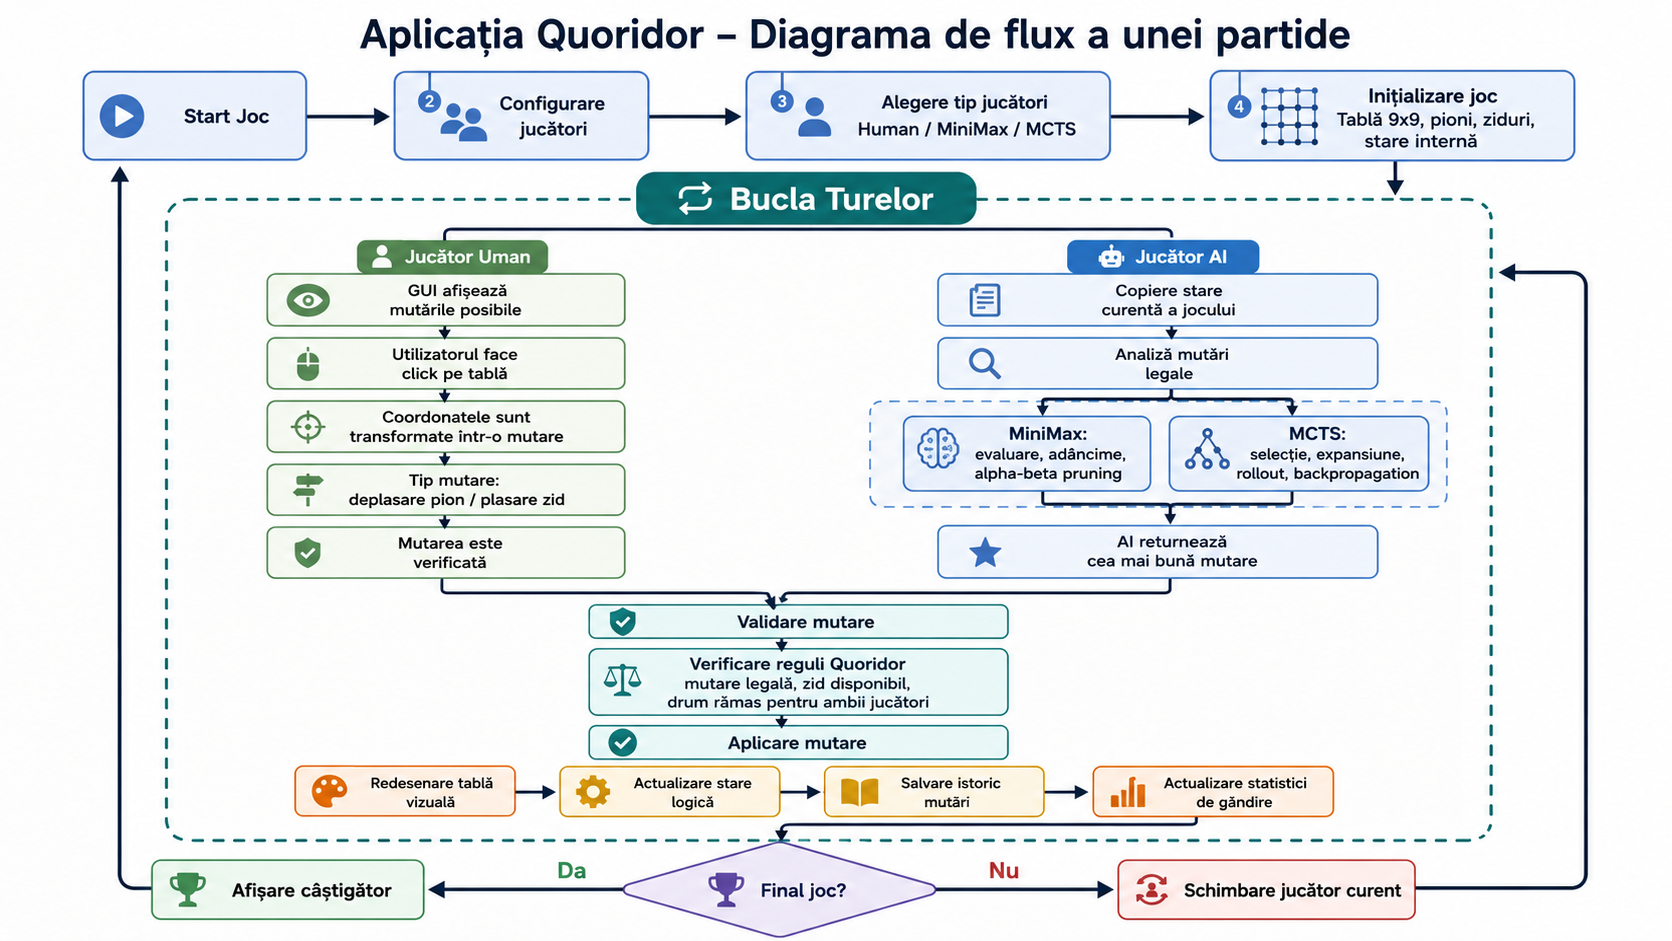 Aplicația Quoridor – Diagrama de flux a unei partide
Start Joc
2
Configurare
jucători
3
Alegere tip jucători
Human / MiniMax / MCTS
4
Inițializare joc
Tablă 9x9, pioni, ziduri,
stare internă
Bucla Turelor
Jucător Uman
GUI afișează
mutările posibile
Utilizatorul face
click pe tablă
Coordonatele sunt
transformate într-o mutare
Tip mutare:
deplasare pion / plasare zid
Mutarea este
verificată
Jucător AI
Copiere stare
curentă a jocului
Analiză mutări
legale
MiniMax:
evaluare, adâncime,
alpha-beta pruning
MCTS:
selecție, expansiune,
rollout, backpropagation
AI returnează
cea mai bună mutare
Validare mutare
Verificare reguli Quoridor
mutare legală, zid disponibil,
drum rămas pentru ambii jucători
Aplicare mutare
Redesenare tablă
vizuală
Actualizare stare
logică
Salvare istoric
mutări
Actualizare statistici
de găndire
Afișare câștigător
Da
Final joc?
Nu
Schimbare jucător curent